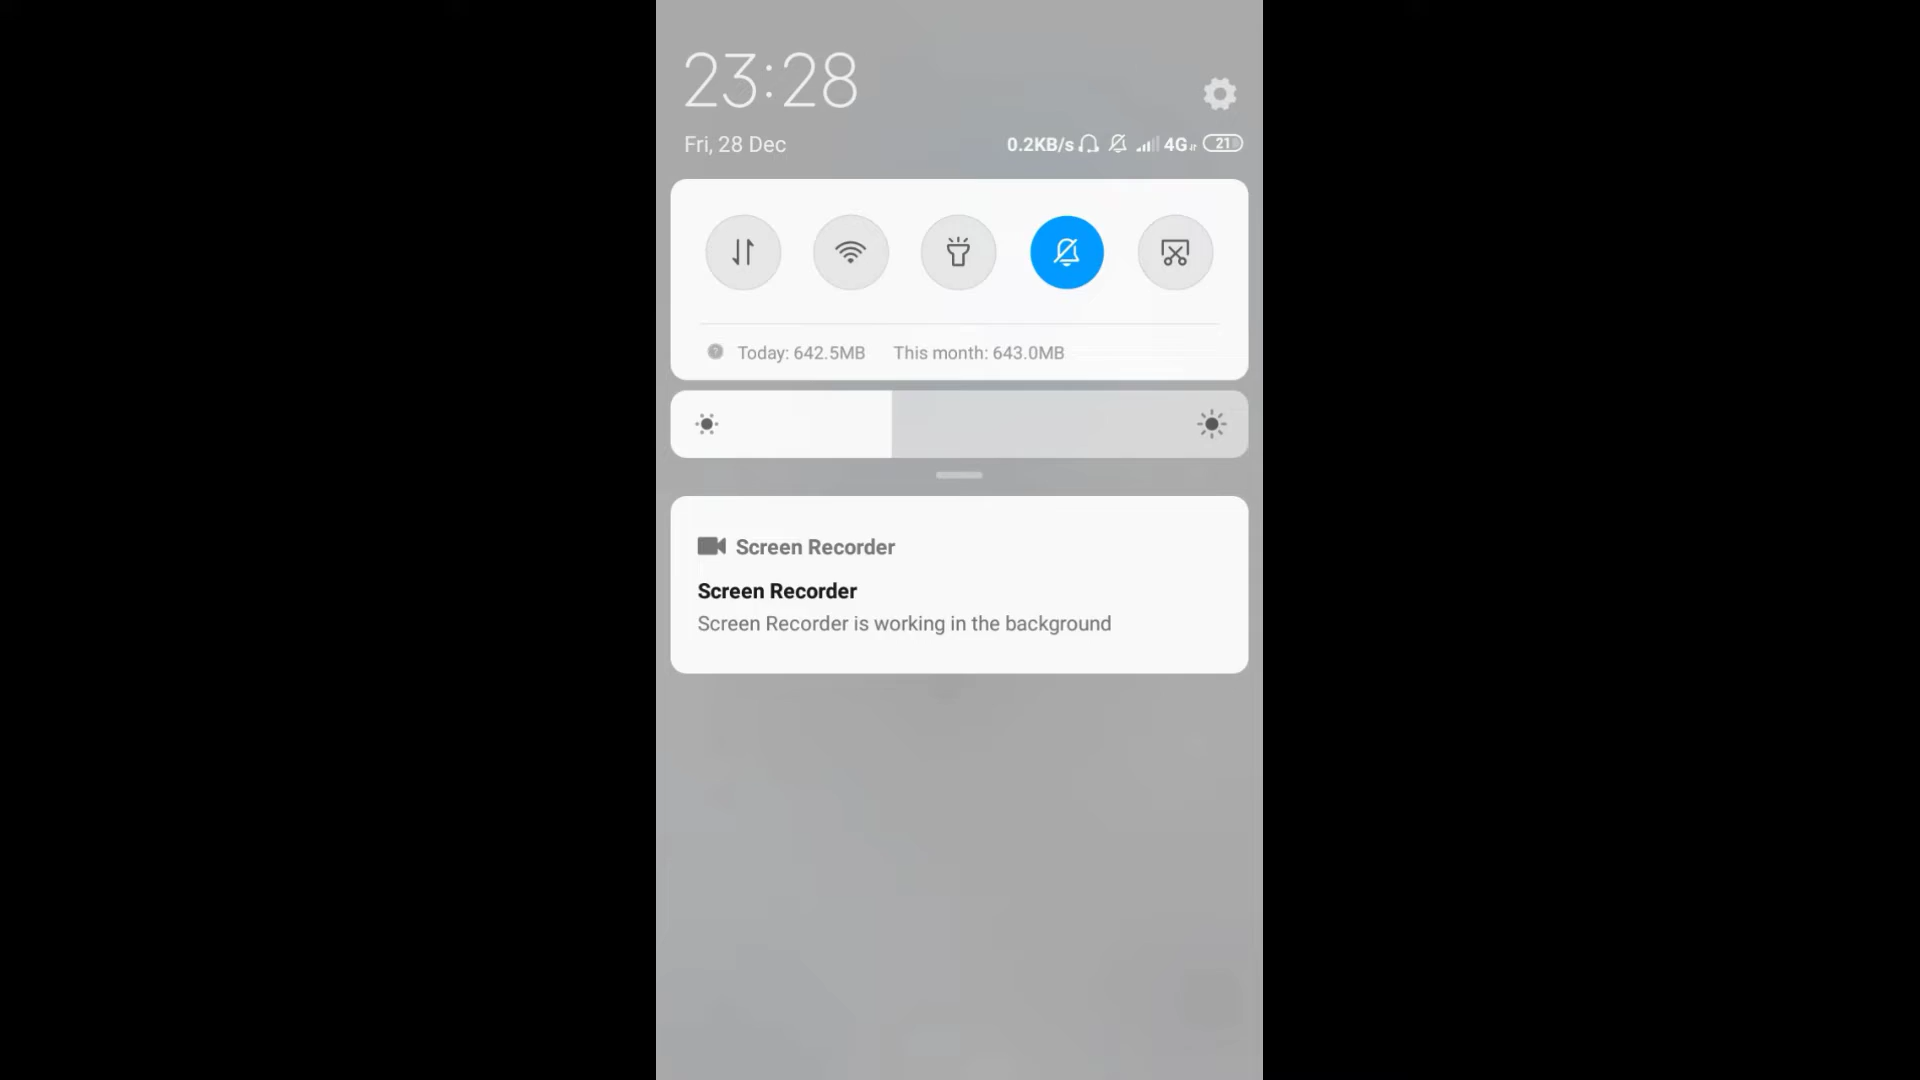 23:28
Fri, 28 Dec
0.2KB/s 4G 21
Today: 642.5MB This month: 643.0MB
Screen Recorder
Screen Recorder
Screen Recorder is working in the background